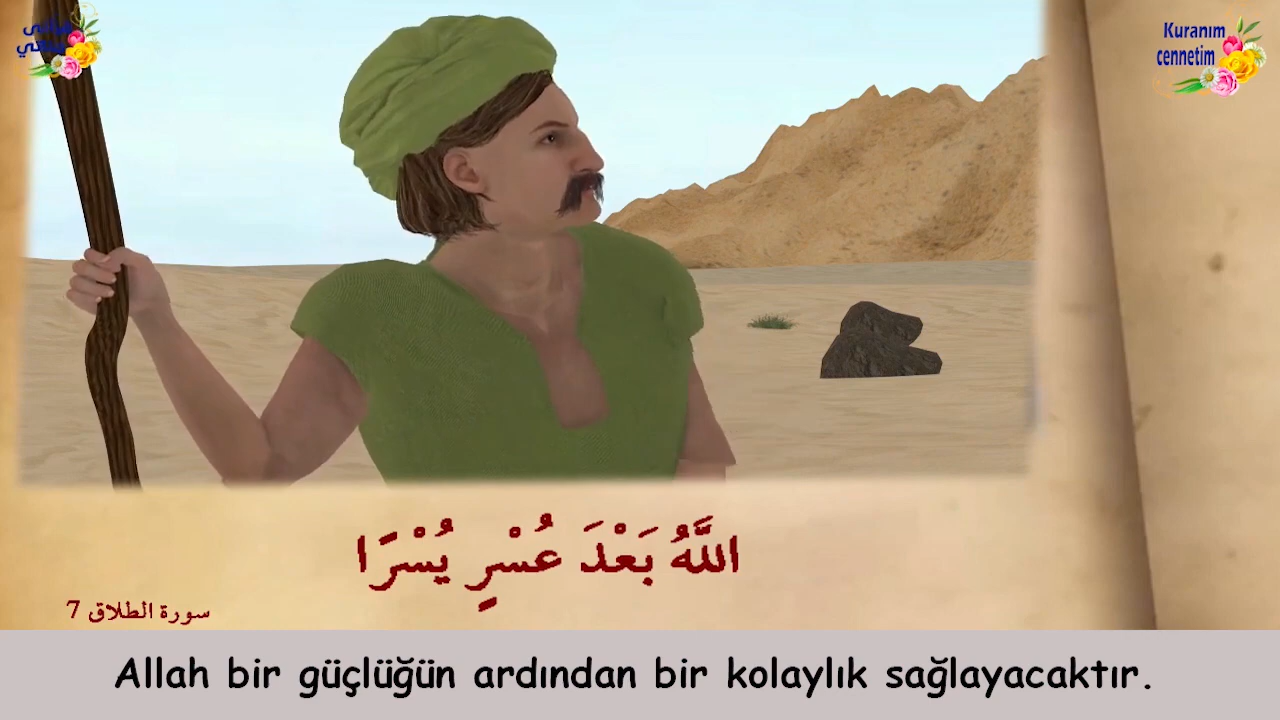 Kuranım
cennetim
اللَّهُ بَعْدَ عُسْرٍ يُسْرًا
سورة الطلاق 7
Allah bir güçlüğün ardından bir kolaylık sağlayacaktır.